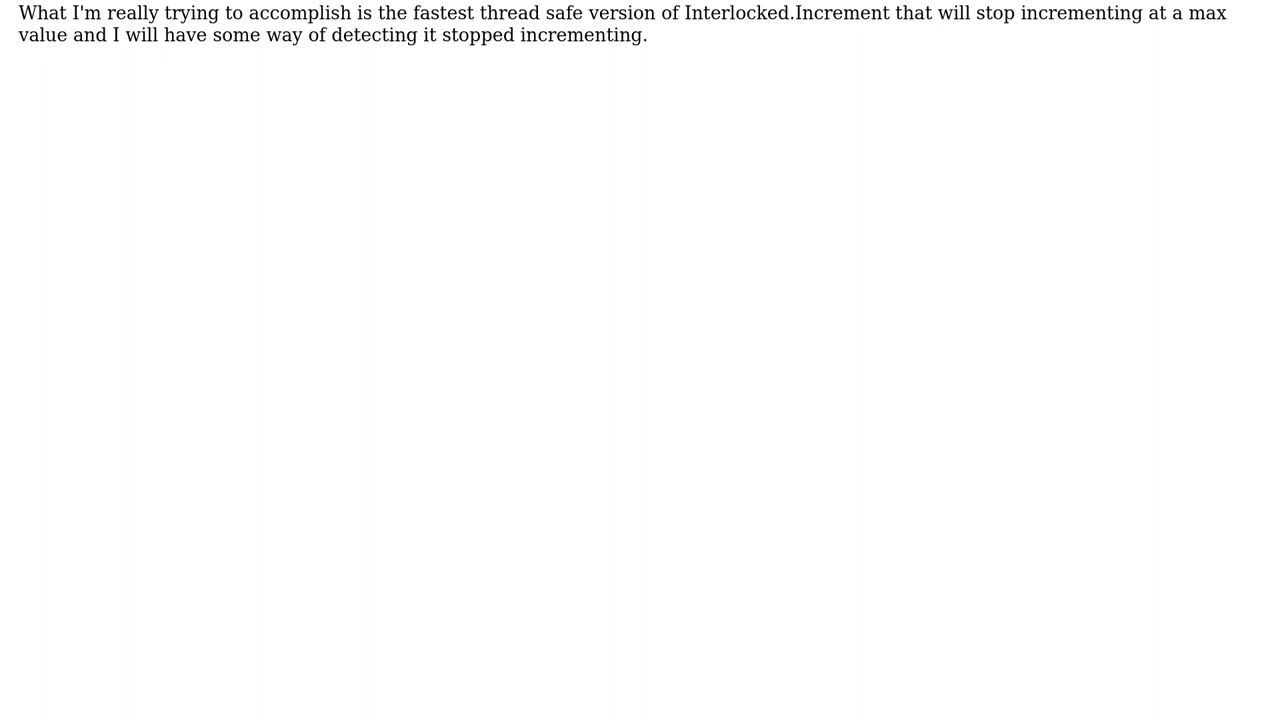 What I'm really trying to accomplish is the fastest thread safe version of Interlocked.Increment that will stop incrementing at a max
value and I will have some way of detecting it stopped incrementing.